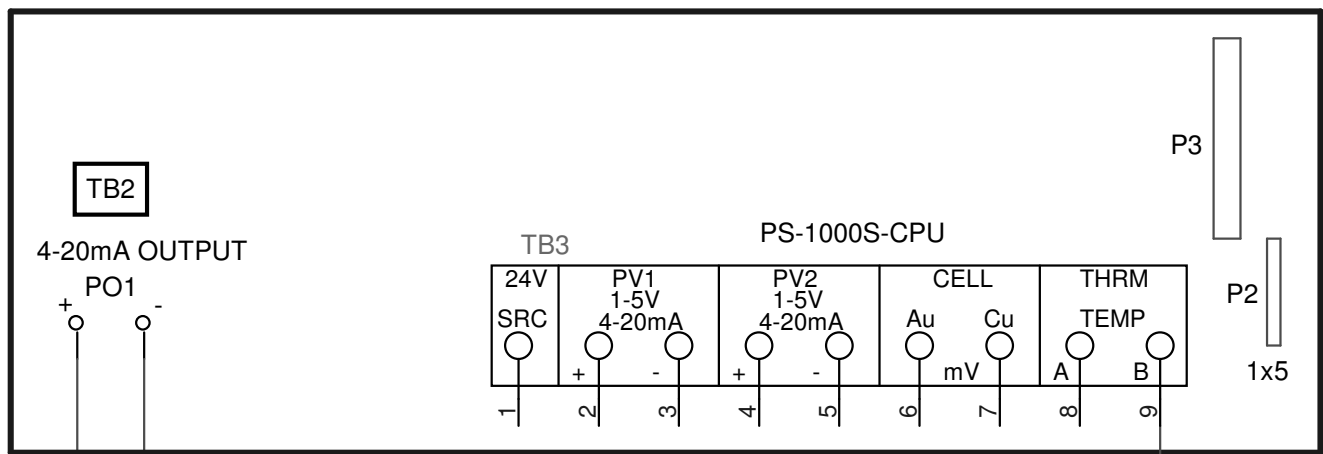 P3
TB2
4-20mA OUTPUT
PO1
+ -
PS-1000S-CPU
TB3
24V PV1 PV2 CELL THRM
1-5V 1-5V
SRC 4-20mA 4-20mA Au Cu TEMP
+ - + - mV A B
1 2 3 4 5 6 7 8 9
P2
1x5